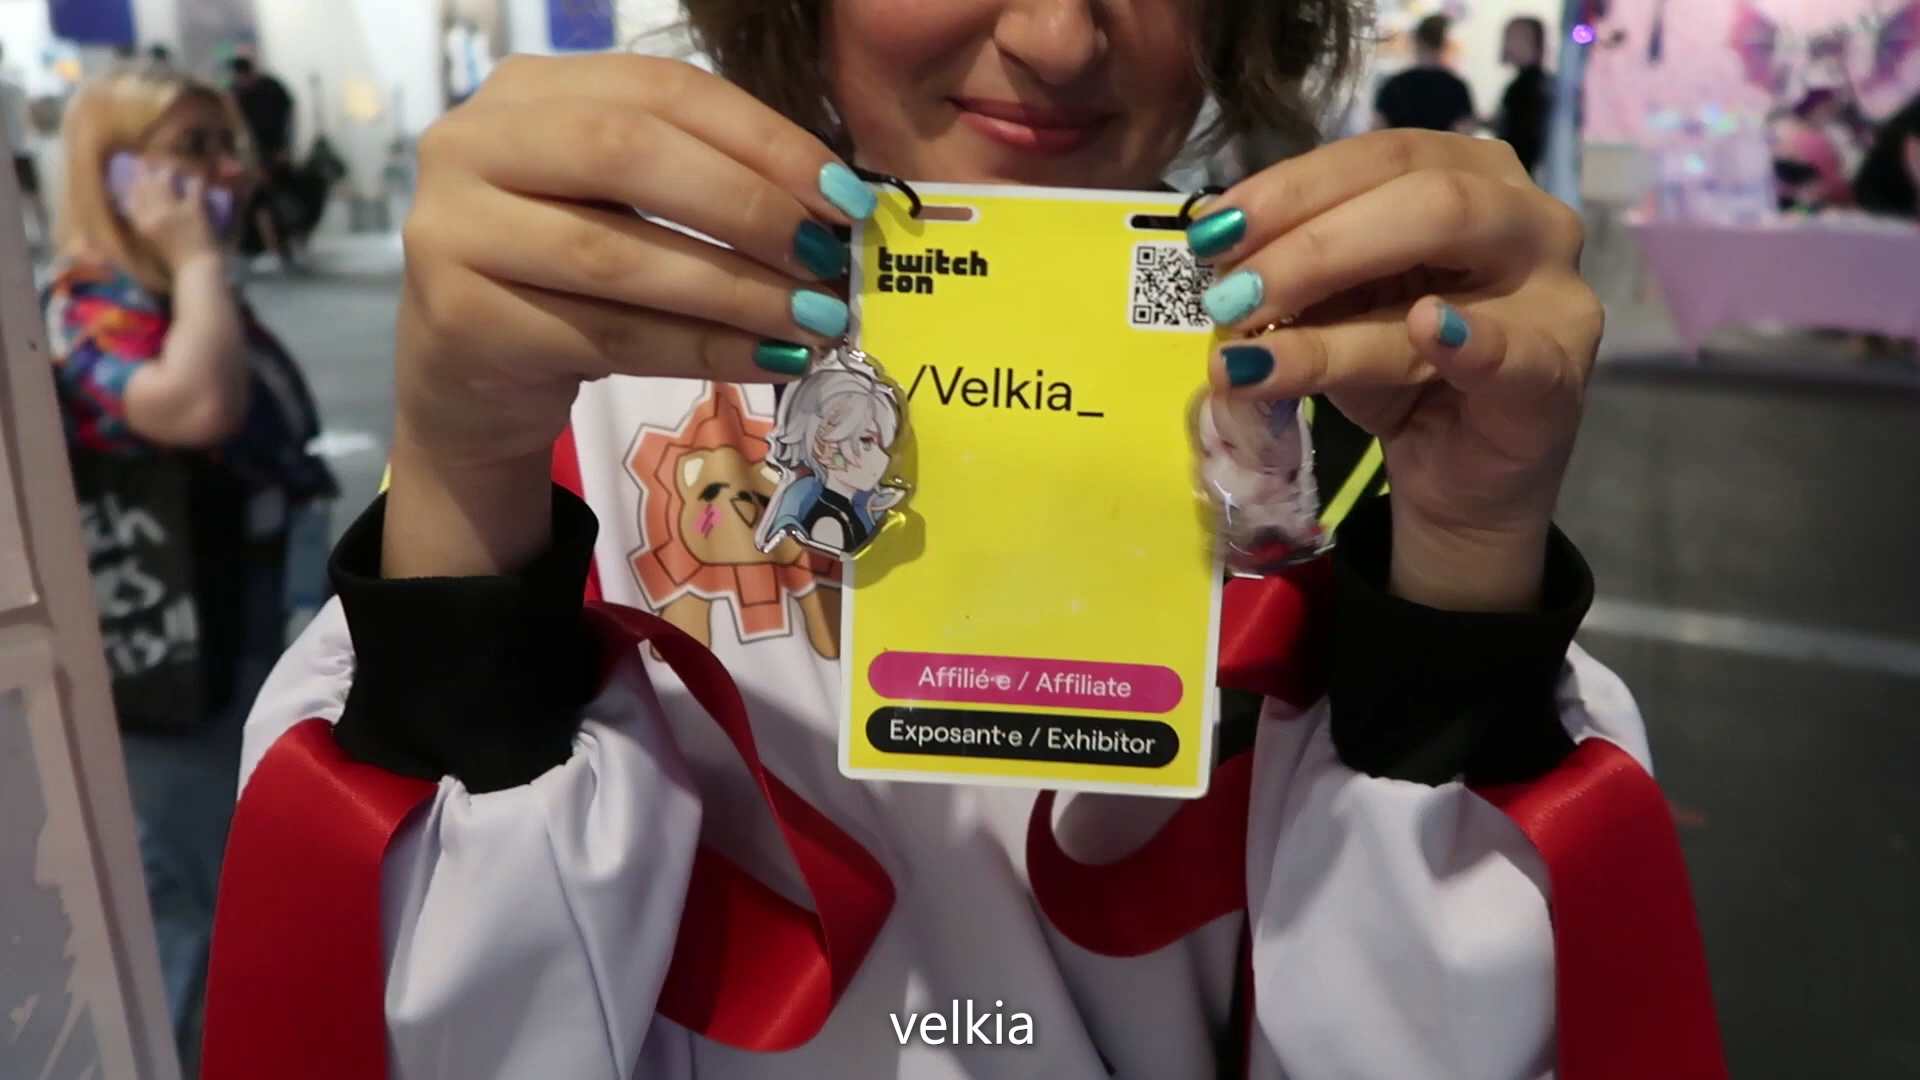 twitch
con
/Velkia_
Affilié·e / Affiliate
Exposant·e / Exhibitor
velkia